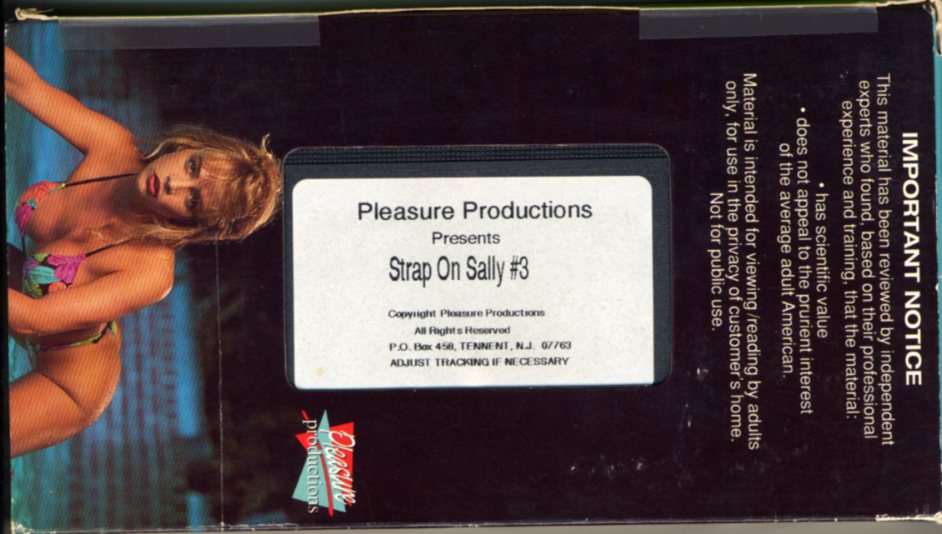 Pleasure Productions
Presents
Strap On Sally #3
Copyright Pleasure Productions
All Rights Reserved
P.O. Box 458, TENNENT, N.J. 07763
ADJUST TRACKING IF NECESSARY
Pleasure
productions
IMPORTANT NOTICE
This material has been reviewed by independent
experts who found, based on their professional
experience and training, that the material:
• has scientific value
• does not appeal to the prurient interest
of the average adult American.
Material is intended for viewing/reading by adults
only, for use in the privacy of customer's home.
Not for public use.